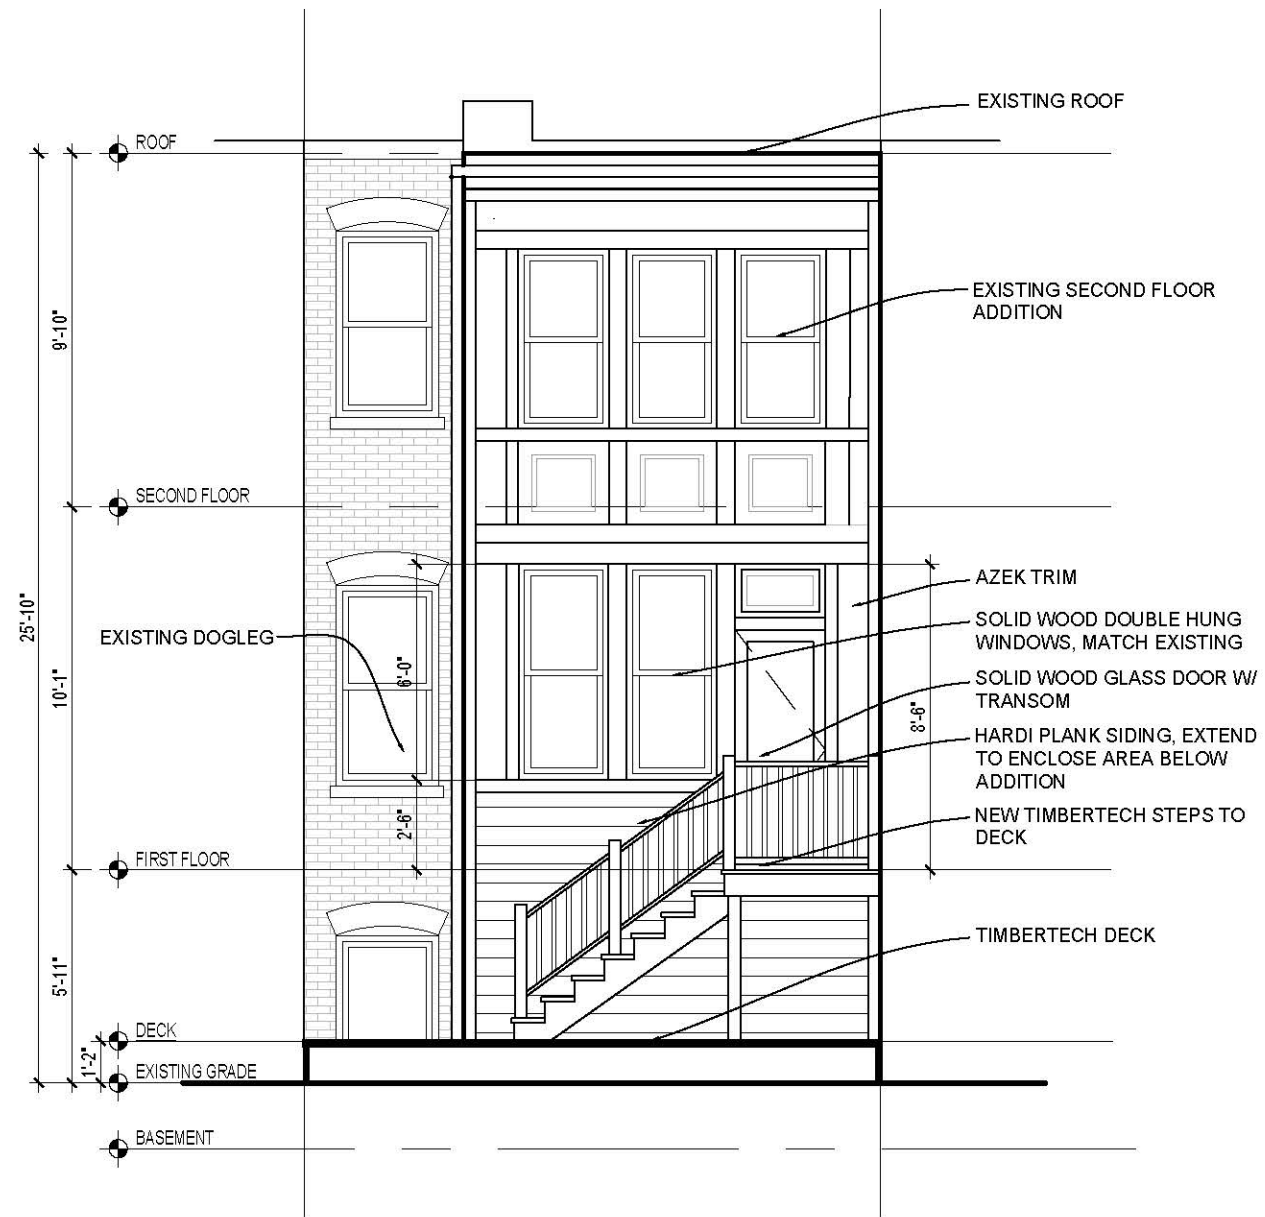 EXISTING ROOF
ROOF
EXISTING SECOND FLOOR
ADDITION
9'-10"
SECOND FLOOR
AZEK TRIM
25'-10"
SOLID WOOD DOUBLE HUNG
WINDOWS, MATCH EXISTING
EXISTING DOGLEG
6'-0"
10'-1"
SOLID WOOD GLASS DOOR W/
TRANSOM
8'-6"
HARDI PLANK SIDING, EXTEND
TO ENCLOSE AREA BELOW
ADDITION
2'-6"
NEW TIMBERTECH STEPS TO
DECK
FIRST FLOOR
TIMBERTECH DECK
5'-11"
DECK
1'-2"
EXISTING GRADE
BASEMENT